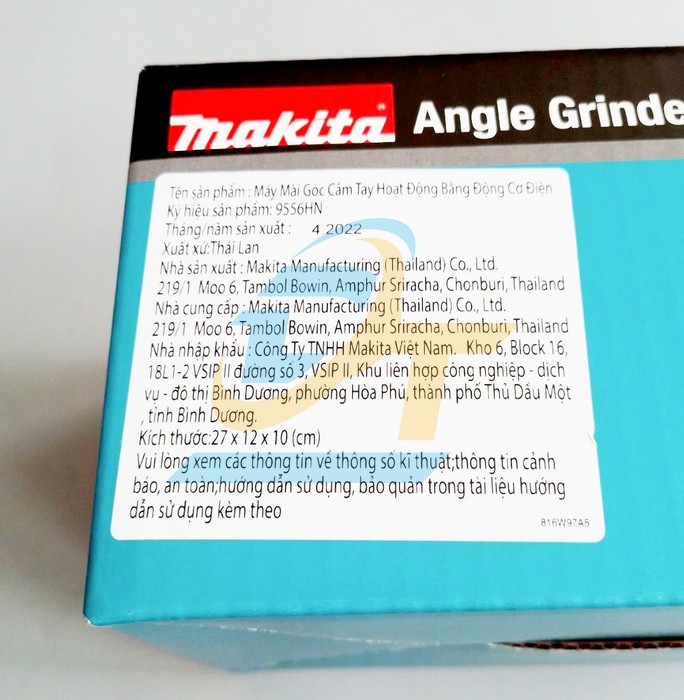 makita® Angle Grinde
Tên sản phẩm : Máy Mài Góc Cầm Tay Hoạt Động Bằng Động Cơ Điện
Ký hiệu sản phẩm: 9556HN
Tháng/năm sản xuất : 4 2022
Xuất xứ:Thái Lan
Nhà sản xuất : Makita Manufacturing (Thailand) Co., Ltd.
219/1 Moo 6, Tambol Bowin, Amphur Sriracha, Chonburi, Thailand
Nhà cung cấp : Makita Manufacturing (Thailand) Co., Ltd.
219/1 Moo 6, Tambol Bowin, Amphur Sriracha, Chonburi, Thailand
Nhà nhập khẩu : Công Ty TNHH Makita Việt Nam. Kho 6, Block 16,
18L1-2 VSIP II đường số 3, VSIP II, Khu liên hợp công nghiệp - dịch
vụ - đô thị Bình Dương, phường Hòa Phú, thành phố Thủ Dầu Một
, tỉnh Bình Dương.
Kích thước:27 x 12 x 10 (cm)
Vui lòng xem các thông tin về thông số kĩ thuật;thông tin cảnh
báo, an toàn;hướng dẫn sử dụng, bảo quản trong tài liệu hướng
dẫn sử dụng kèm theo
816W97A5